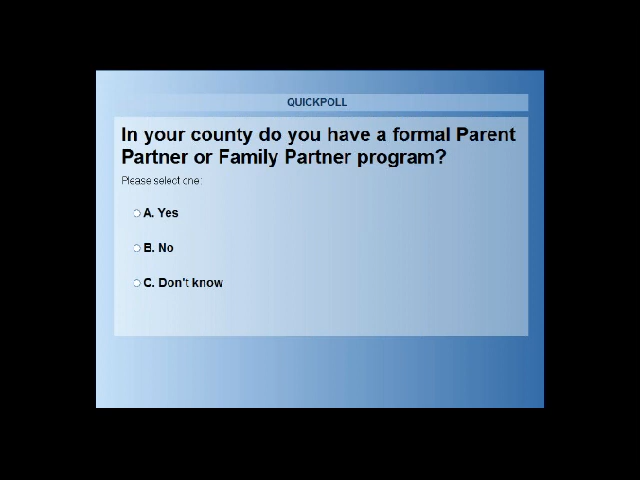 QUICKPOLL
In your county do you have a formal Parent
Partner or Family Partner program?
Please select one:
A. Yes
B. No
C. Don't know